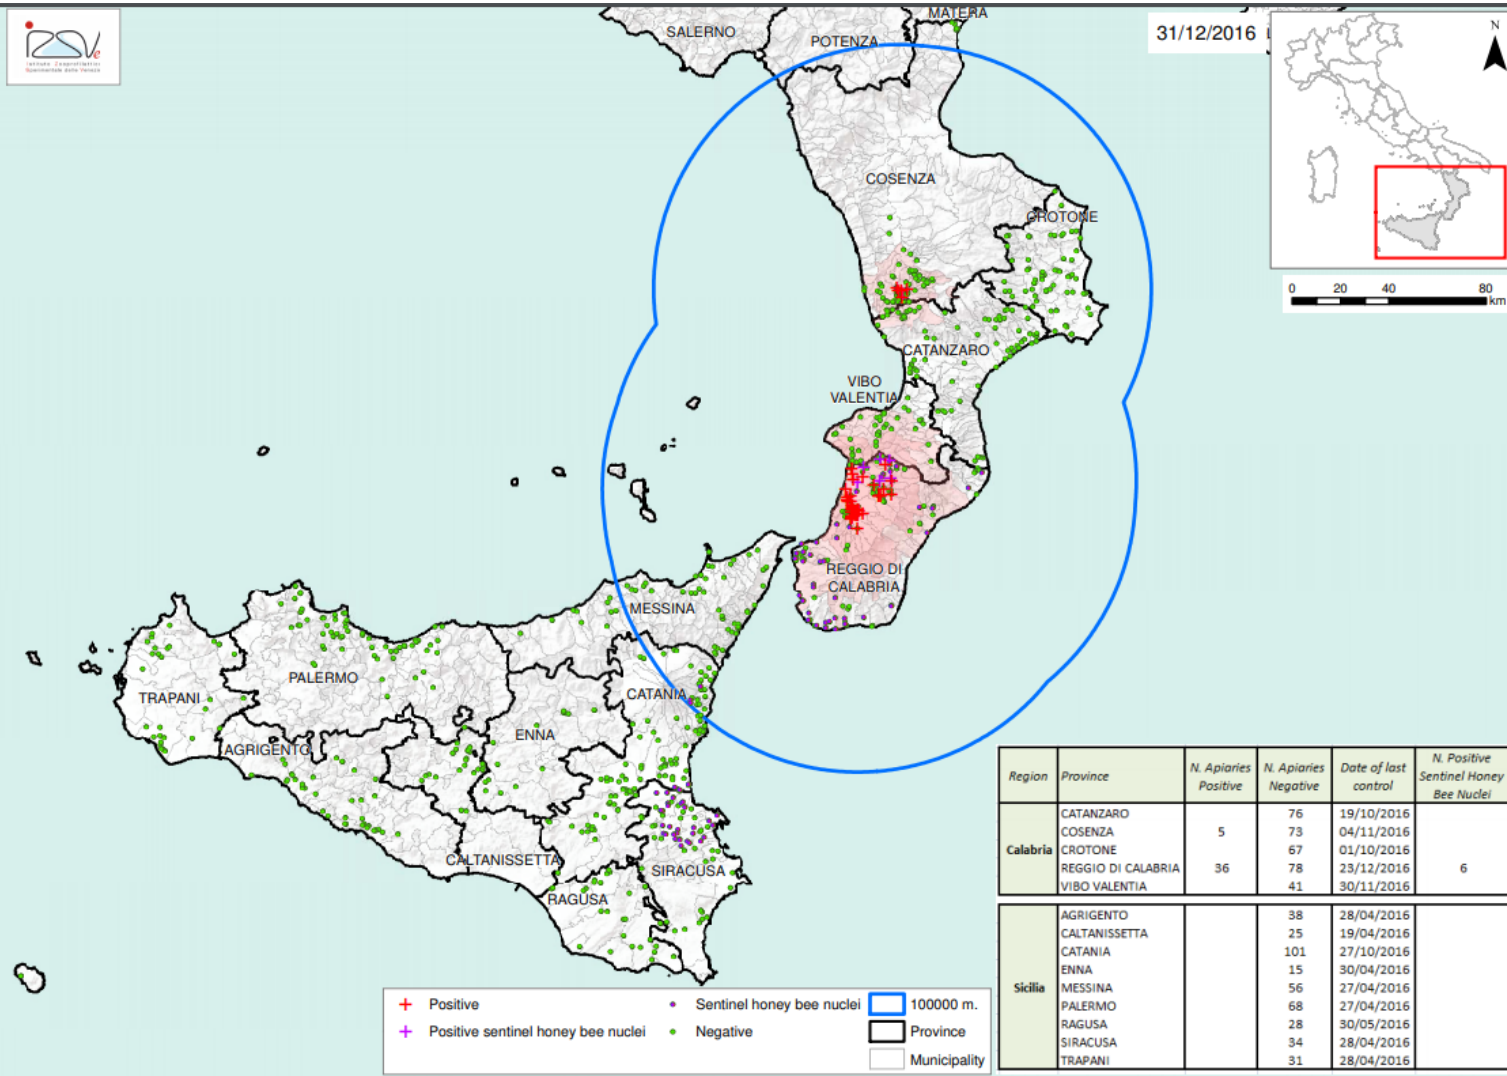 IZSVe
Istituto Zooprofilattico
Sperimentale delle Venezie
MATERA
SALERNO
POTENZA
31/12/2016
N
COSENZA
CROTONE
0 20 40 80
km
CATANZARO
VIBO
VALENTIA
REGGIO DI
CALABRIA
MESSINA
PALERMO
TRAPANI
CATANIA
ENNA
AGRIGENTO
CALTANISSETTA
SIRACUSA
RAGUSA
Positive
Sentinel honey bee nuclei
100000 m.
Positive sentinel honey bee nuclei
Negative
Province
Municipality
Region Province N. Apiaries Positive N. Apiaries Negative Date of last control N. Positive Sentinel Honey Bee Nuclei
Calabria
CATANZARO 76 19/10/2016
COSENZA 5 73 04/11/2016
CROTONE 67 01/10/2016
REGGIO DI CALABRIA 36 78 23/12/2016 6
VIBO VALENTIA 41 30/11/2016
Sicilia
AGRIGENTO 38 28/04/2016
CALTANISSETTA 25 19/04/2016
CATANIA 101 27/10/2016
ENNA 15 30/04/2016
MESSINA 56 27/04/2016
PALERMO 68 27/04/2016
RAGUSA 28 30/05/2016
SIRACUSA 34 28/04/2016
TRAPANI 31 28/04/2016